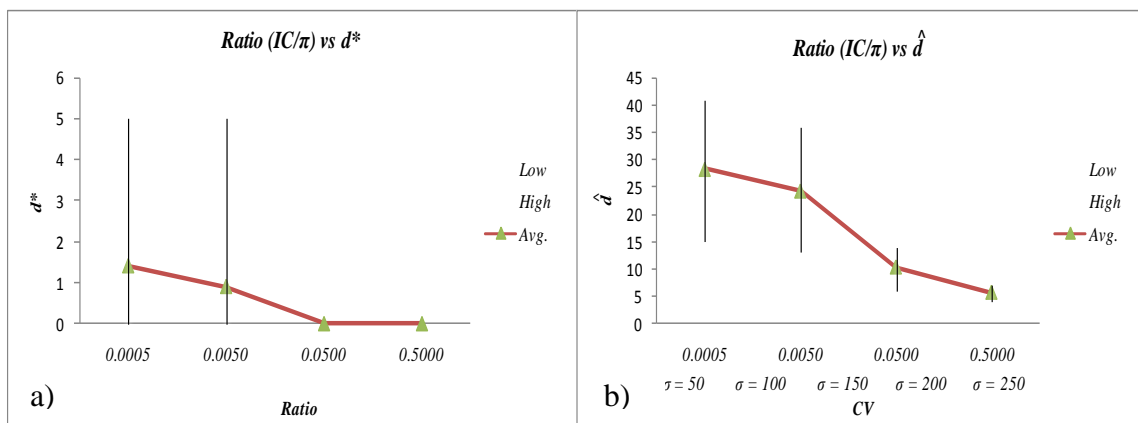 Ratio (IC/π) vs d*
6
5
4
3
2
1
0
d*
0.0005 0.0050 0.0500 0.5000
Ratio
Low
High
Avg.
a)
Ratio (IC/π) vs d̂
45
40
35
30
25
20
15
10
5
0
d̂
0.0005 0.0050 0.0500 0.5000
σ = 50 σ = 100 σ = 150 σ = 200 σ = 250
CV
Low
High
Avg.
b)